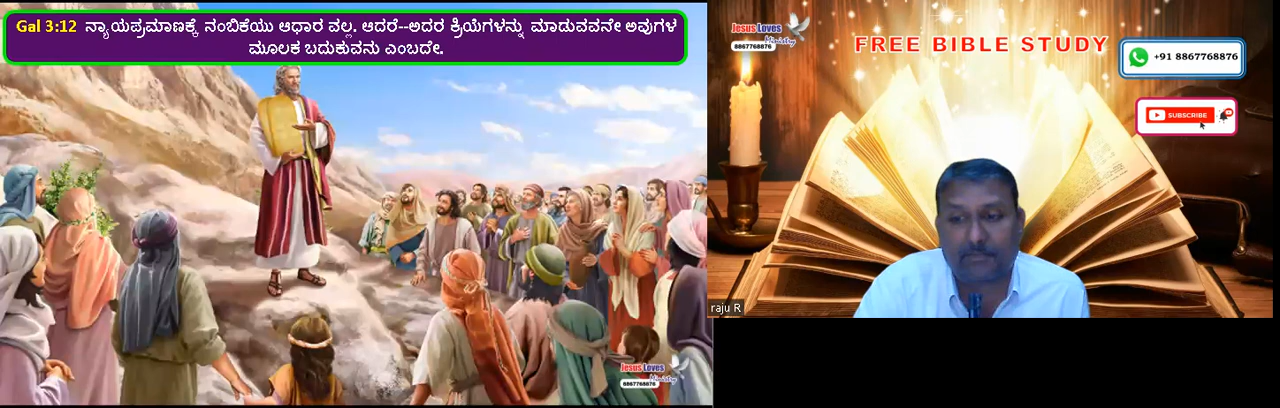 Gal 3:12 ನ್ಯಾಯಪ್ರಮಾಣಕ್ಕೆ ನಂಬಿಕೆಯು ಆಧಾರ ವಲ್ಲ. ಆದರೆ--ಅದರ ಕ್ರಿಯೆಗಳನ್ನು ಮಾಡುವವನೇ ಅವುಗಳ
ಮೂಲಕ ಬದುಕುವನು ಎಂಬದೇ.
Jesus Loves
Ministry
8867768876
FREE BIBLE STUDY
+91 8867768876
SUBSCRIBE
raju R
Jesus Loves
Ministry
8867768876